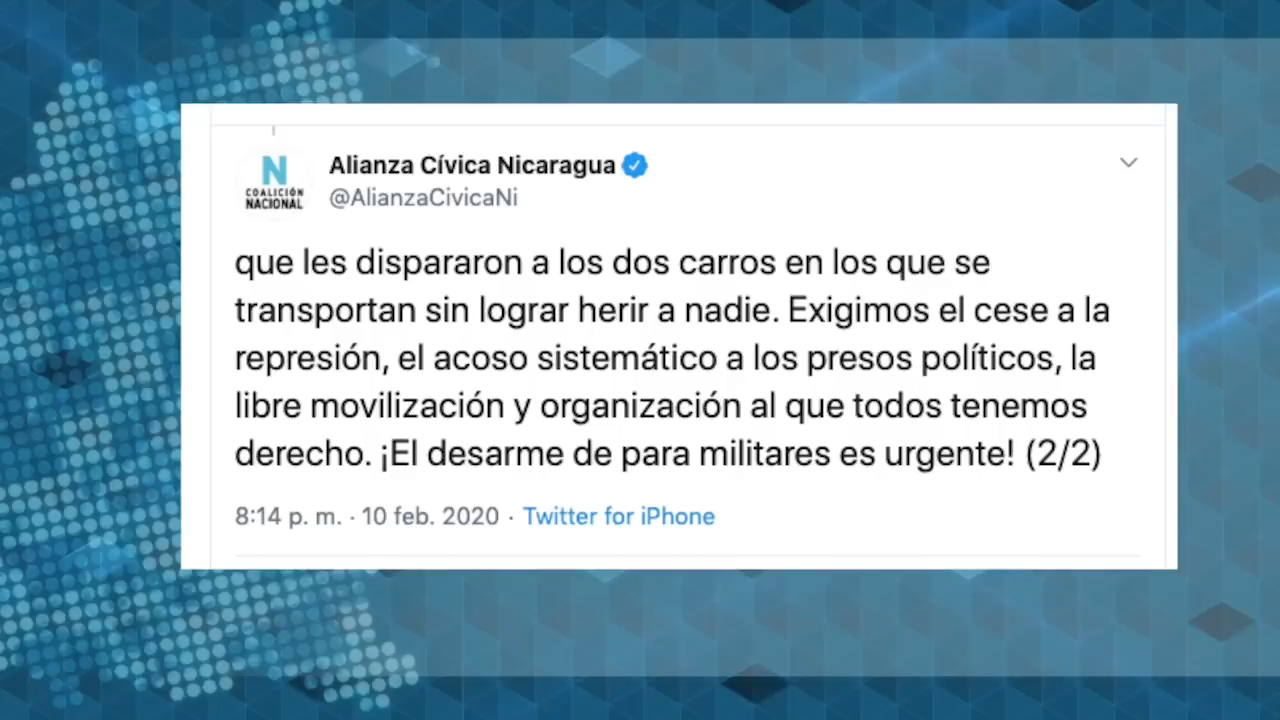 Alianza Cívica Nicaragua
N
COALICIÓN
NACIONAL
@AlianzaCivicaNi
que les dispararon a los dos carros en los que se
transportan sin lograr herir a nadie. Exigimos el cese a la
represión, el acoso sistemático a los presos políticos, la
libre movilización y organización al que todos tenemos
derecho. ¡El desarme de para militares es urgente! (2/2)
8:14 p. m. · 10 feb. 2020 · Twitter for iPhone